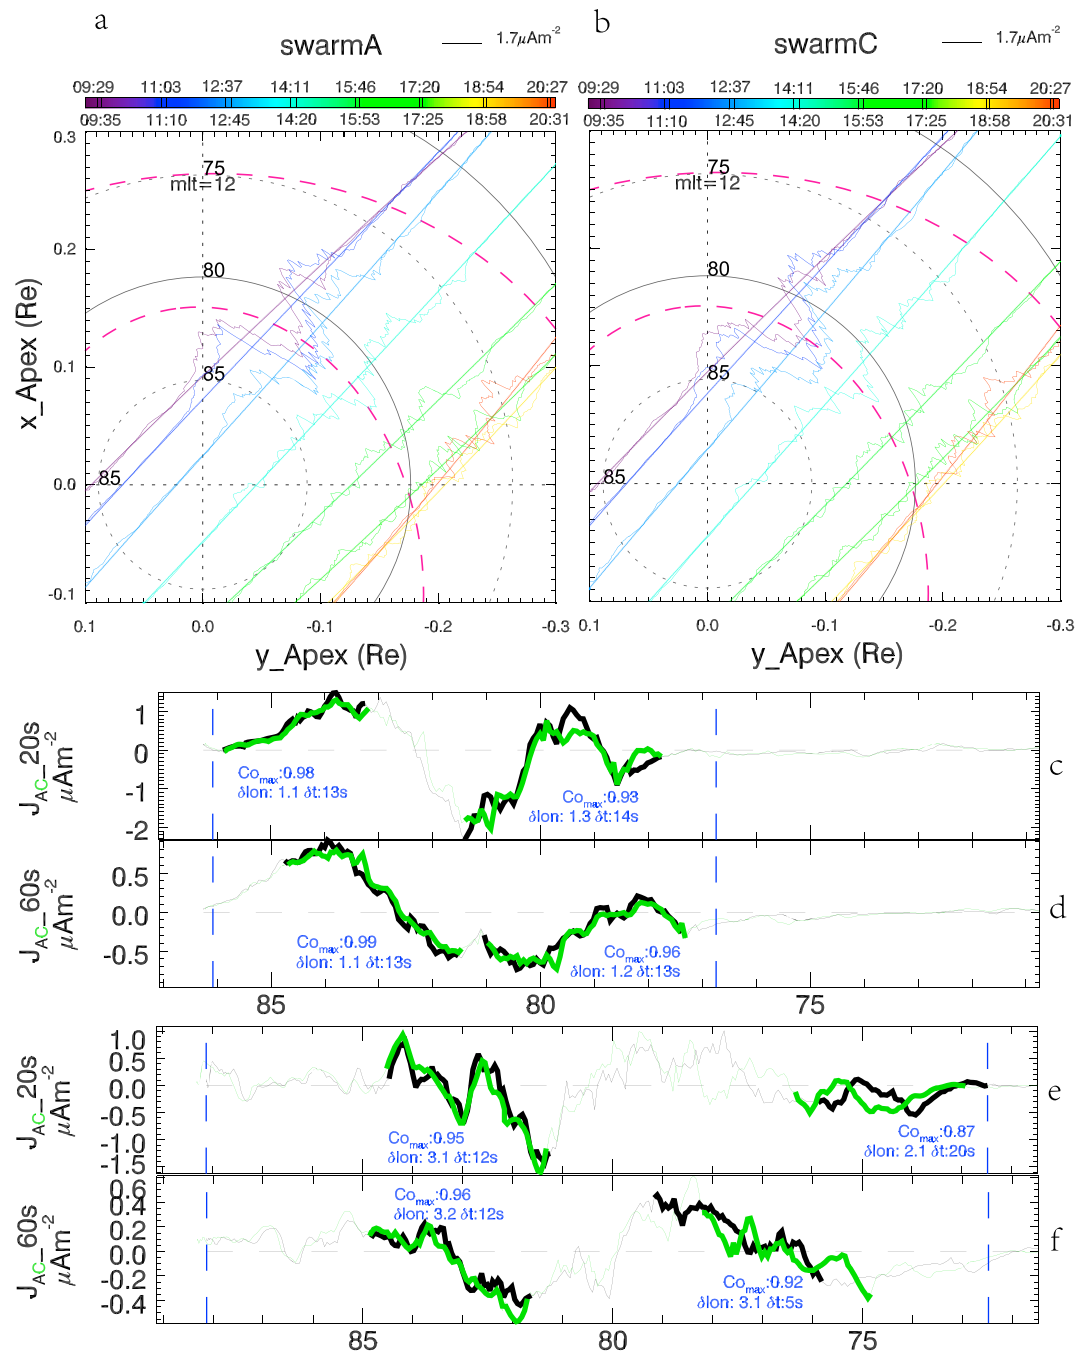 a
swarmA
1.7μAm⁻²
b
swarmC
1.7μAm⁻²
09:29 11:03 12:37 14:11 15:46 17:20 18:54 20:27
09:35 11:10 12:45 14:20 15:53 17:25 18:58 20:31
09:29 11:03 12:37 14:11 15:46 17:20 18:54 20:27
09:35 11:10 12:45 14:20 15:53 17:25 18:58 20:31
x_Apex (Re)
0.3
0.2
0.1
0.0
-0.1
75
mlt=12
80
85
85
75
mlt=12
80
85
85
0.1 0.0 -0.1 -0.2 -0.3
0.1 0.0 -0.1 -0.2 -0.3
y_Apex (Re)
y_Apex (Re)
J_AC_20s
μAm⁻²
1
0
-1
-2
Co_max:0.98
δlon: 1.1 δt:13s
Co_max:0.93
δlon: 1.3 δt:14s
c
J_AC_60s
μAm⁻²
0.5
0.0
-0.5
Co_max:0.99
δlon: 1.1 δt:13s
Co_max:0.96
δlon: 1.2 δt:13s
d
85 80 75
J_AC_20s
μAm⁻²
1.0
0.5
0.0
-0.5
-1.0
-1.5
Co_max:0.95
δlon: 3.1 δt:12s
Co_max:0.87
δlon: 2.1 δt:20s
e
J_AC_60s
μAm⁻²
0.6
0.4
0.2
0.0
-0.2
-0.4
Co_max:0.96
δlon: 3.2 δt:12s
Co_max:0.92
δlon: 3.1 δt:5s
f
85 80 75